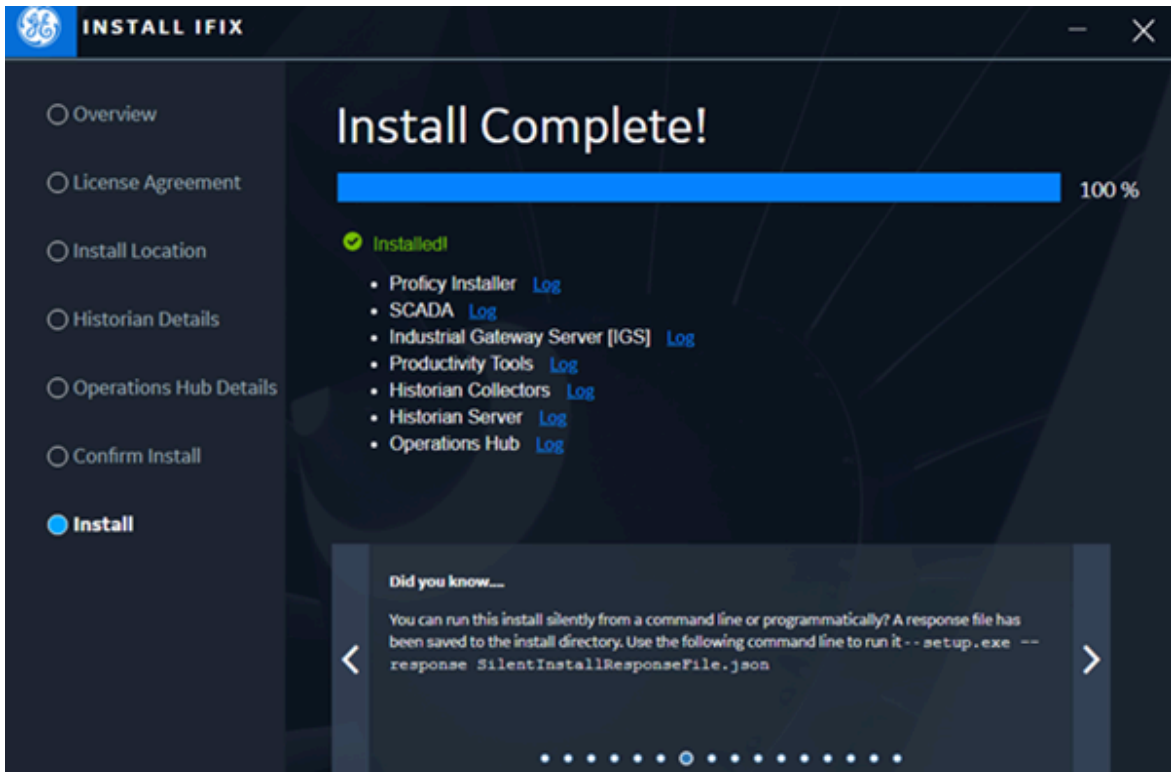 INSTALL IFIX
Overview
License Agreement
Install Location
Historian Details
Operations Hub Details
Confirm Install
Install
Install Complete!
100 %
Installed!
Proficy Installer Log
SCADA Log
Industrial Gateway Server [IGS] Log
Productivity Tools Log
Historian Collectors Log
Historian Server Log
Operations Hub Log
Did you know....
You can run this install silently from a command line or programmatically? A response file has
been saved to the install directory. Use the following command line to run it -- setup.exe --
response SilentInstallResponseFile.json